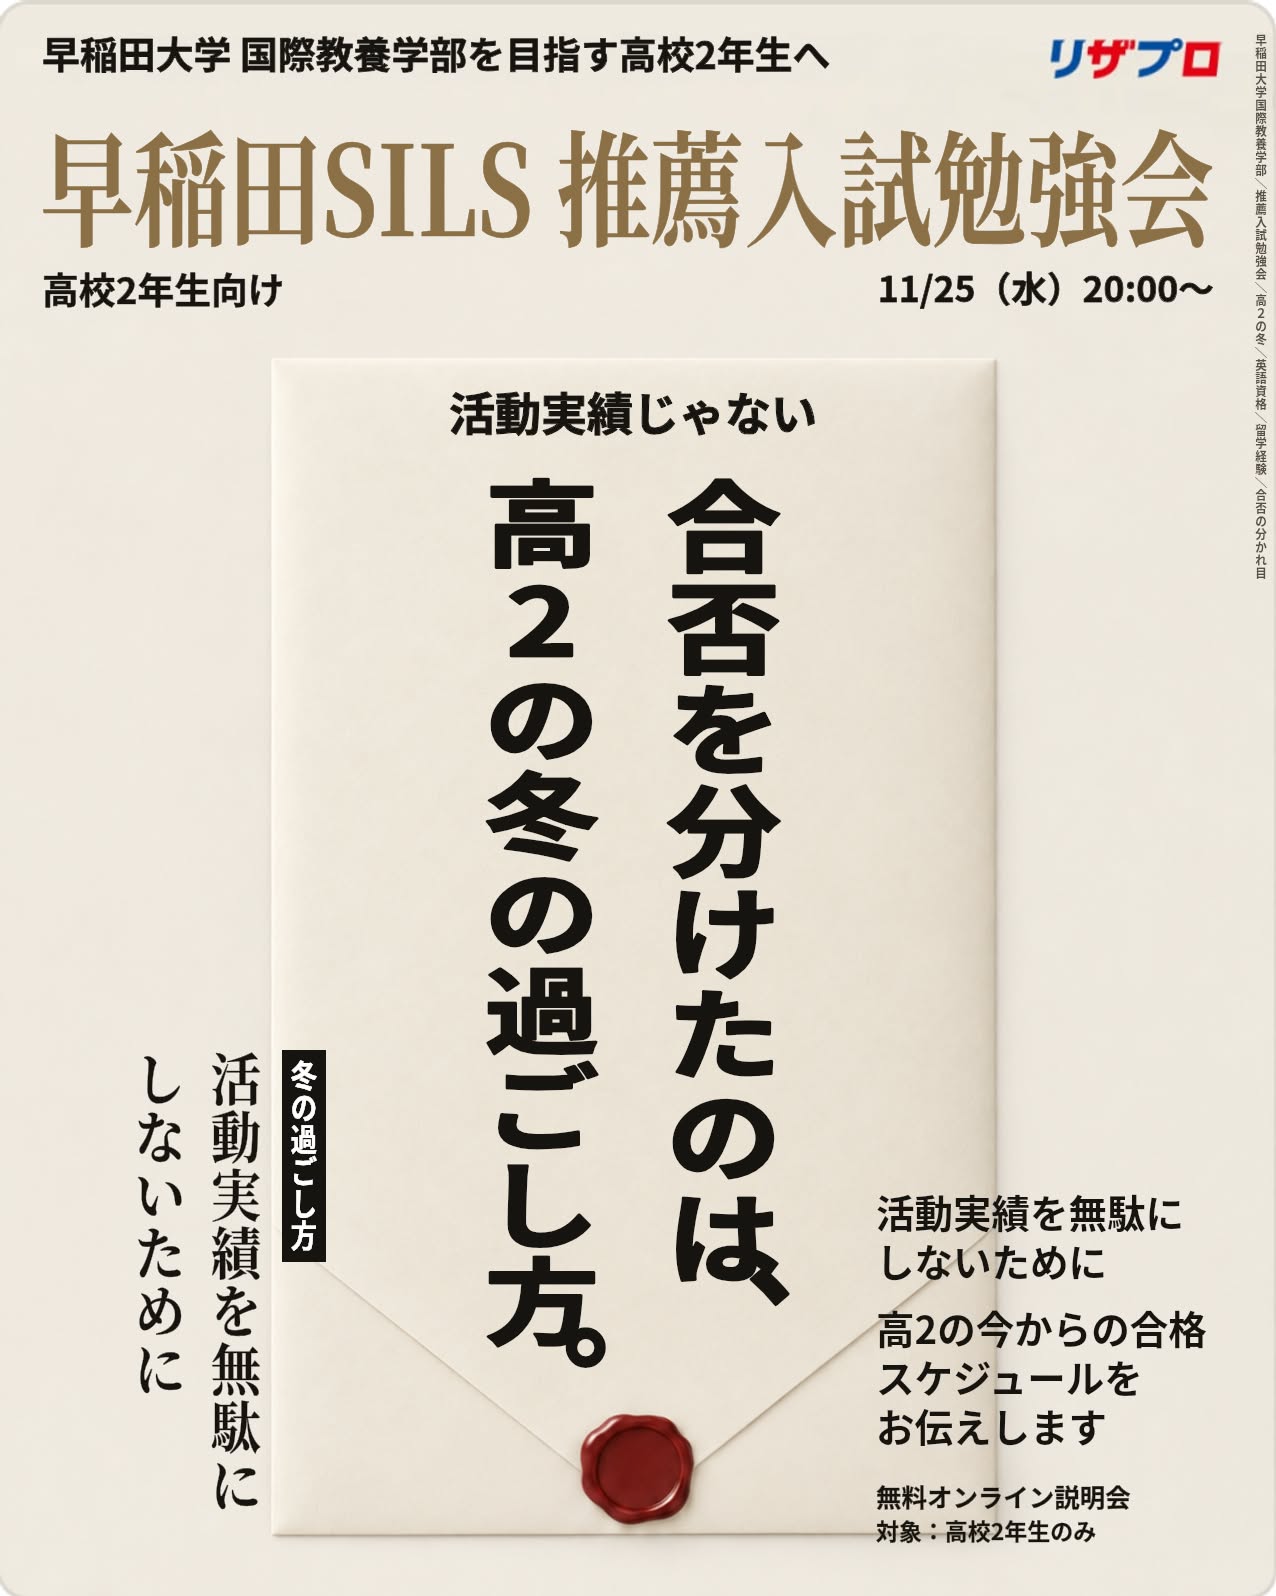 早稲田大学 国際教養学部を目指す高校2年生へ
リザプロ
早稲田SILS 推薦入試勉強会
高校2年生向け
11/25（水）20:00〜
早稲田大学国際教養学部／推薦入試勉強会／高2の冬／英語資格／留学経験／合否の分かれ目
活動実績じゃない
合否を分けたのは、
高2の冬の過ごし方。
冬の過ごし方
活動実績を無駄に
しないために
活動実績を無駄に
しないために
高2の今からの合格
スケジュールを
お伝えします
無料オンライン説明会
対象：高校2年生のみ